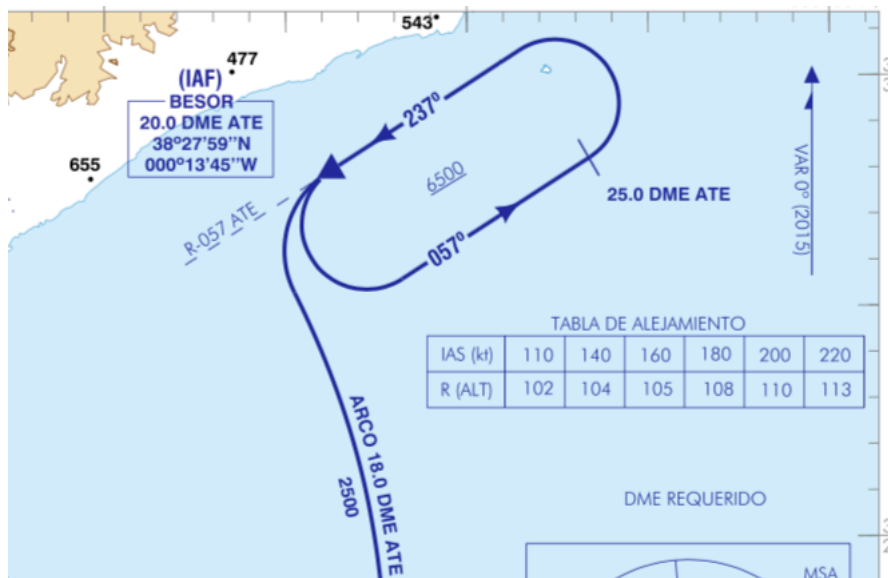 543
477
(IAF)
BESOR
20.0 DME ATE
38º27'59''N
000º13'45''W
655
237º
6500
057º
25.0 DME ATE
R-057 ATE
VAR 0º (2015)
TABLA DE ALEJAMIENTO
IAS (kt) 110 140 160 180 200 220
R (ALT) 102 104 105 108 110 113
ARCO 18.0 DME ATE
2500
DME REQUERIDO
MSA